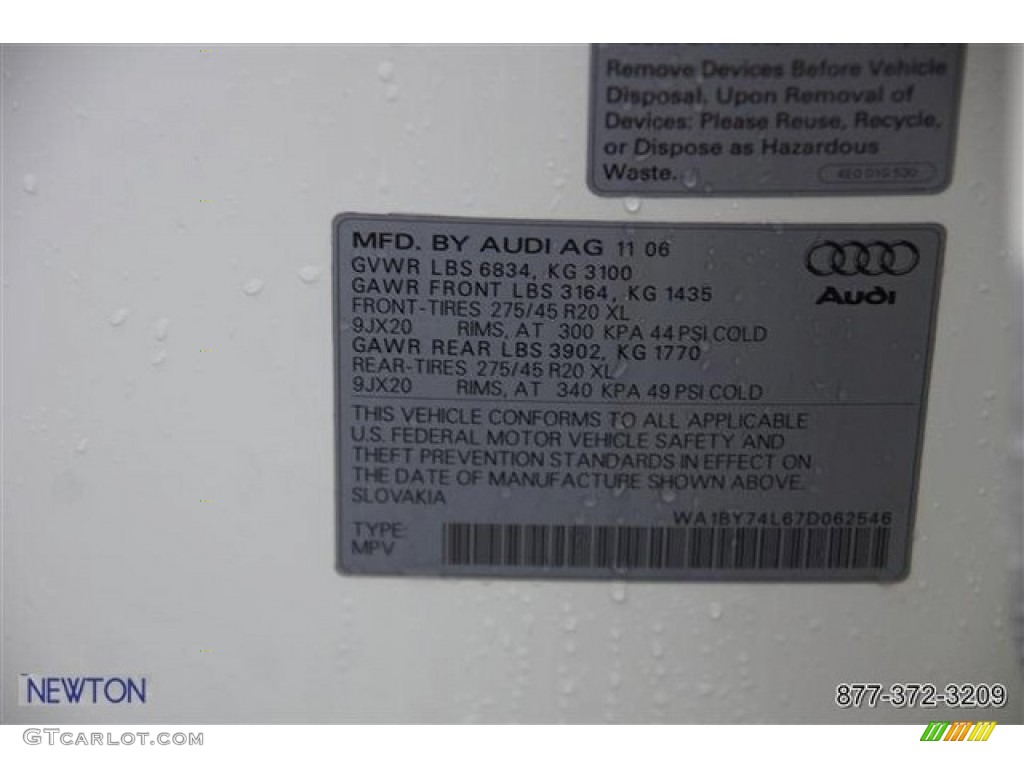 Remove Devices Before Vehicle
Disposal. Upon Removal of
Devices: Please Reuse, Recycle,
or Dispose as Hazardous
Waste.
MFD. BY AUDI AG 11 06
GVWR LBS 6834, KG 3100
GAWR FRONT LBS 3164, KG 1435
FRONT-TIRES 275/45 R20 XL
9JX20 RIMS, AT 300 KPA 44 PSI COLD
GAWR REAR LBS 3902, KG 1770
REAR-TIRES 275/45 R20 XL
9JX20 RIMS, AT 340 KPA 49 PSI COLD
Audi
THIS VEHICLE CONFORMS TO ALL APPLICABLE
U.S. FEDERAL MOTOR VEHICLE SAFETY AND
THEFT PREVENTION STANDARDS IN EFFECT ON
THE DATE OF MANUFACTURE SHOWN ABOVE.
SLOVAKIA
WA1BY74L67D062546
TYPE:
MPV
NEWTON
877-372-3209
GTCARLOT.COM